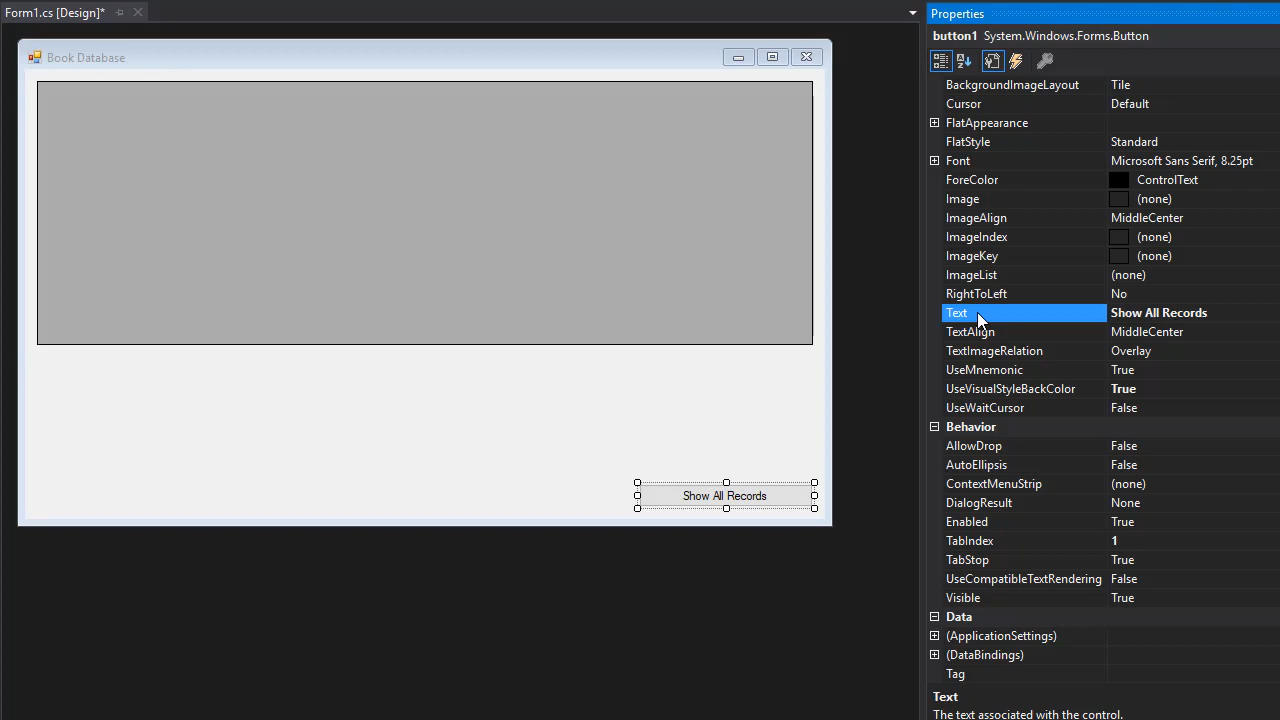 Form1.cs [Design]*
Properties
button1 System.Windows.Forms.Button
Book Database
BackgroundImageLayout Tile
Cursor Default
FlatAppearance
FlatStyle Standard
Font Microsoft Sans Serif, 8.25pt
ForeColor ControlText
Image (none)
ImageAlign MiddleCenter
ImageIndex (none)
ImageKey (none)
ImageList (none)
RightToLeft No
Text Show All Records
TextAlign MiddleCenter
TextImageRelation Overlay
UseMnemonic True
UseVisualStyleBackColor True
UseWaitCursor False
Behavior
AllowDrop False
AutoEllipsis False
ContextMenuStrip (none)
Show All Records
DialogResult None
Enabled True
TabIndex 1
TabStop True
UseCompatibleTextRendering False
Visible True
Data
(ApplicationSettings)
(DataBindings)
Tag
Text
The text associated with the control.